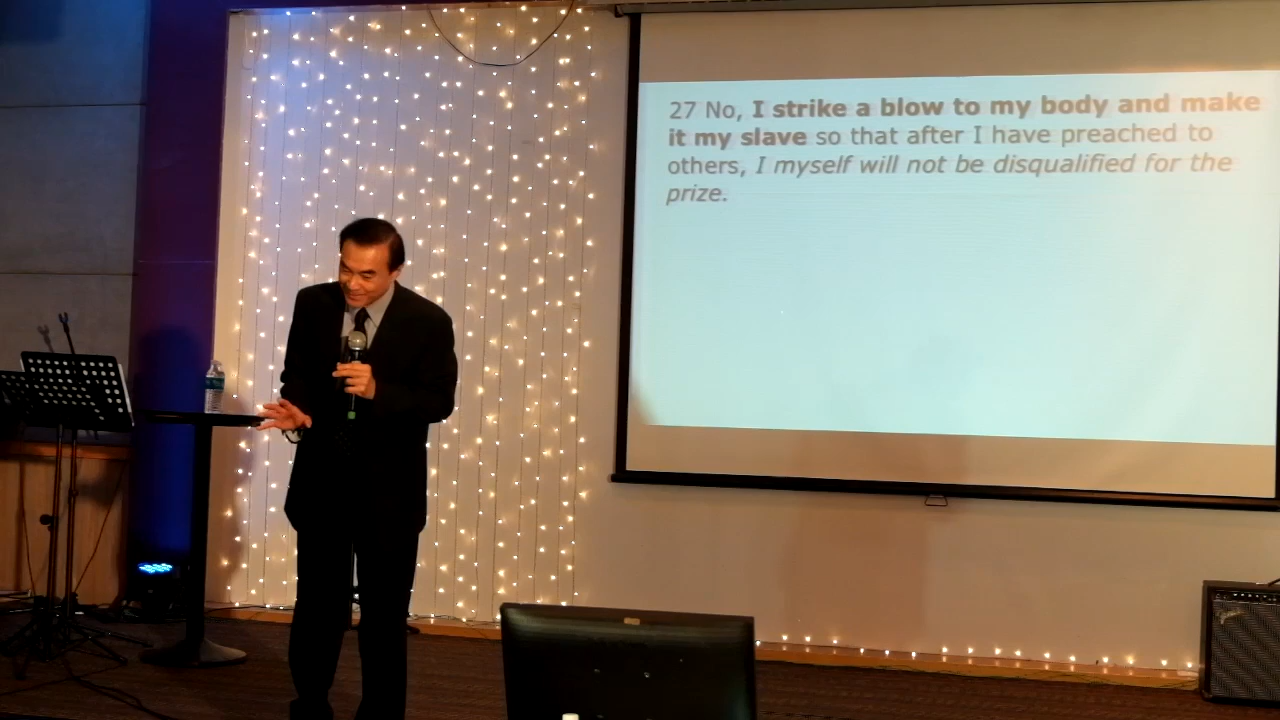 27 No, I strike a blow to my body and make
it my slave so that after I have preached to
others, I myself will not be disqualified for the
prize.